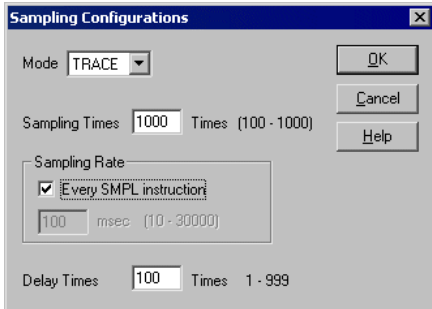 Sampling Configurations
Mode TRACE
OK
Cancel
Sampling Times 1000 Times (100 - 1000)
Help
Sampling Rate
Every SMPL instruction
100 msec (10 - 30000)
Delay Times 100 Times 1 - 999